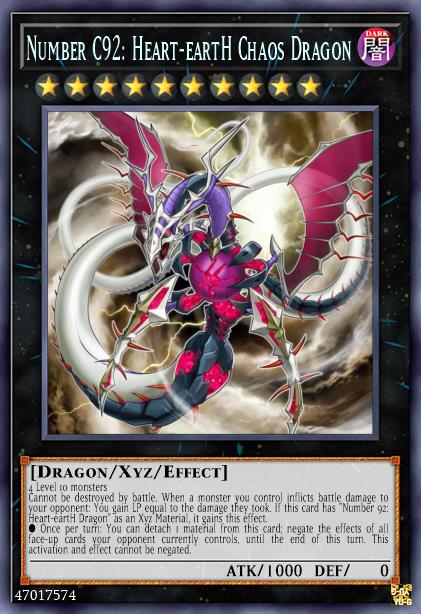 NUMBER C92: HEART-EARTH CHAOS DRAGON
DARK
闇
[DRAGON/XYZ/EFFECT]
4 Level 10 monsters
Cannot be destroyed by battle. When a monster you control inflicts battle damage to
your opponent: You gain LP equal to the damage they took. If this card has "Number 92:
Heart-eartH Dragon" as an Xyz Material, it gains this effect.
● Once per turn: You can detach 1 material from this card; negate the effects of all
face-up cards your opponent currently controls, until the end of this turn. This
activation and effect cannot be negated.
ATK/1000 DEF/ 0
47017574